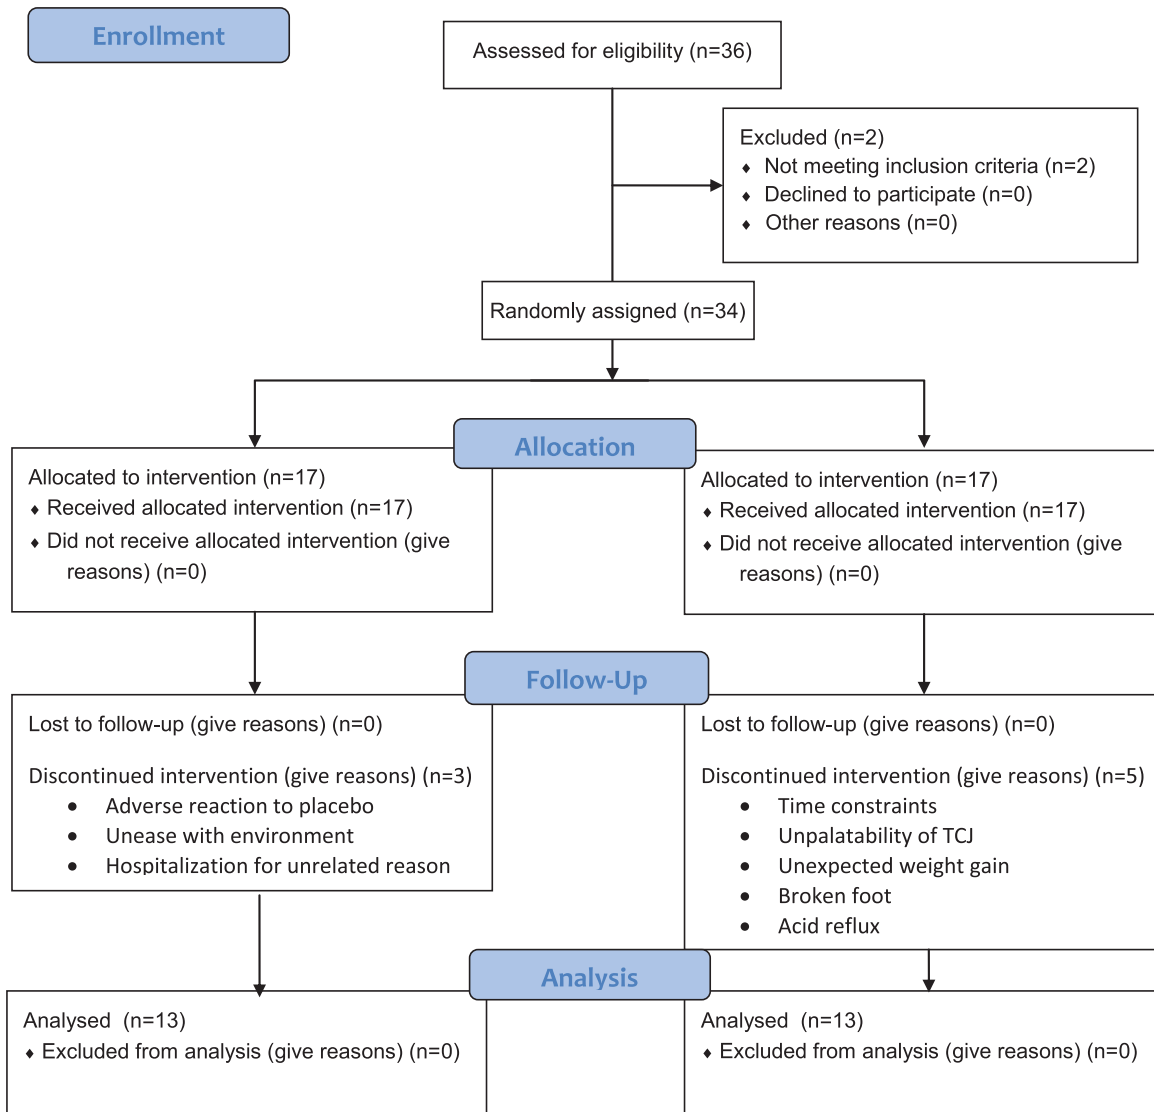 Enrollment
Assessed for eligibility (n=36)
Excluded (n=2)
♦ Not meeting inclusion criteria (n=2)
♦ Declined to participate (n=0)
♦ Other reasons (n=0)
Randomly assigned (n=34)
Allocation
Allocated to intervention (n=17)
♦ Received allocated intervention (n=17)
♦ Did not receive allocated intervention (give
reasons) (n=0)
Allocated to intervention (n=17)
♦ Received allocated intervention (n=17)
♦ Did not receive allocated intervention (give
reasons) (n=0)
Follow-Up
Lost to follow-up (give reasons) (n=0)
Discontinued intervention (give reasons) (n=3)
• Adverse reaction to placebo
• Unease with environment
• Hospitalization for unrelated reason
Lost to follow-up (give reasons) (n=0)
Discontinued intervention (give reasons) (n=5)
• Time constraints
• Unpalatability of TCJ
• Unexpected weight gain
• Broken foot
• Acid reflux
Analysis
Analysed (n=13)
♦ Excluded from analysis (give reasons) (n=0)
Analysed (n=13)
♦ Excluded from analysis (give reasons) (n=0)